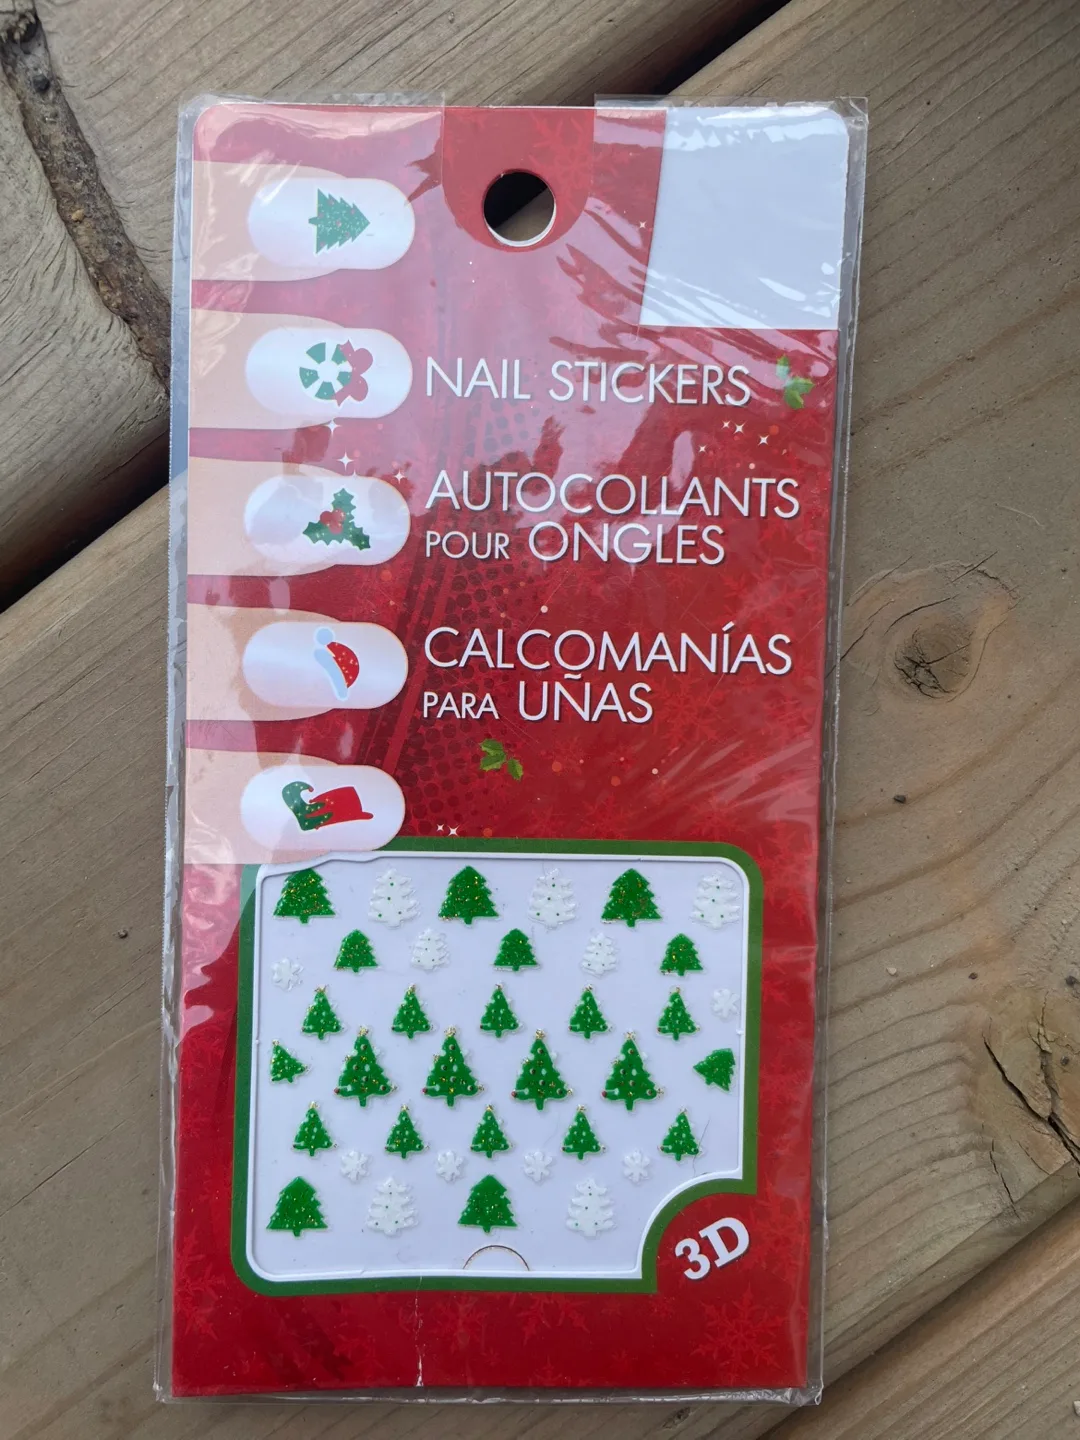 NAIL STICKERS
AUTOCOLLANTS
POUR ONGLES
CALCOMANÍAS
PARA UÑAS
3D